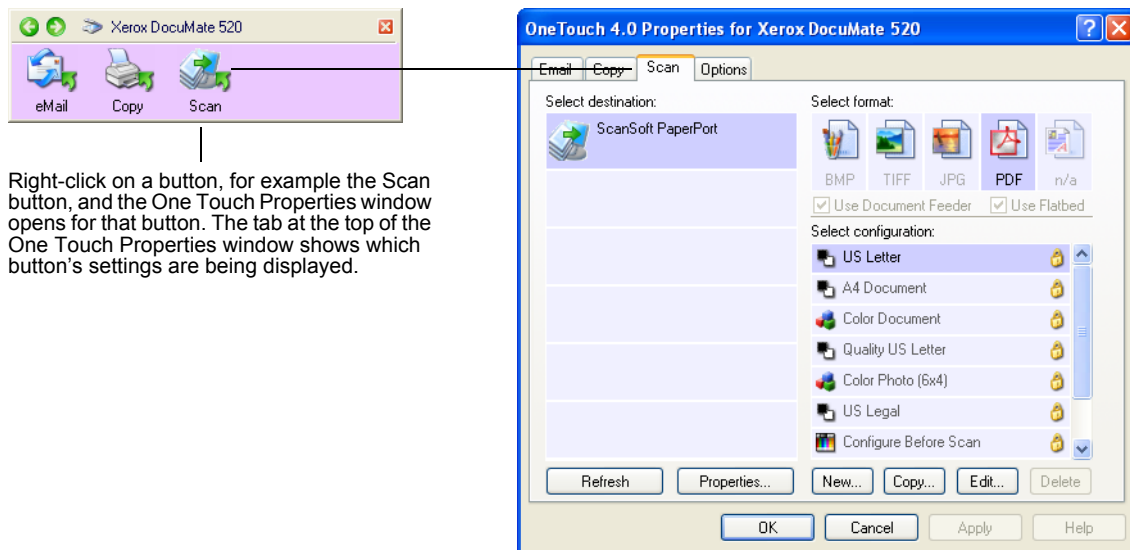 Xerox DocuMate 520
eMail
Copy
Scan
Right-click on a button, for example the Scan
button, and the One Touch Properties window
opens for that button. The tab at the top of the
One Touch Properties window shows which
button's settings are being displayed.
OneTouch 4.0 Properties for Xerox DocuMate 520
Email Copy Scan Options
Select destination:
ScanSoft PaperPort
Select format:
BMP TIFF JPG PDF n/a
Use Document Feeder Use Flatbed
Select configuration:
US Letter
A4 Document
Color Document
Quality US Letter
Color Photo (6x4)
US Legal
Configure Before Scan
Refresh Properties... New... Copy... Edit... Delete
OK Cancel Apply Help